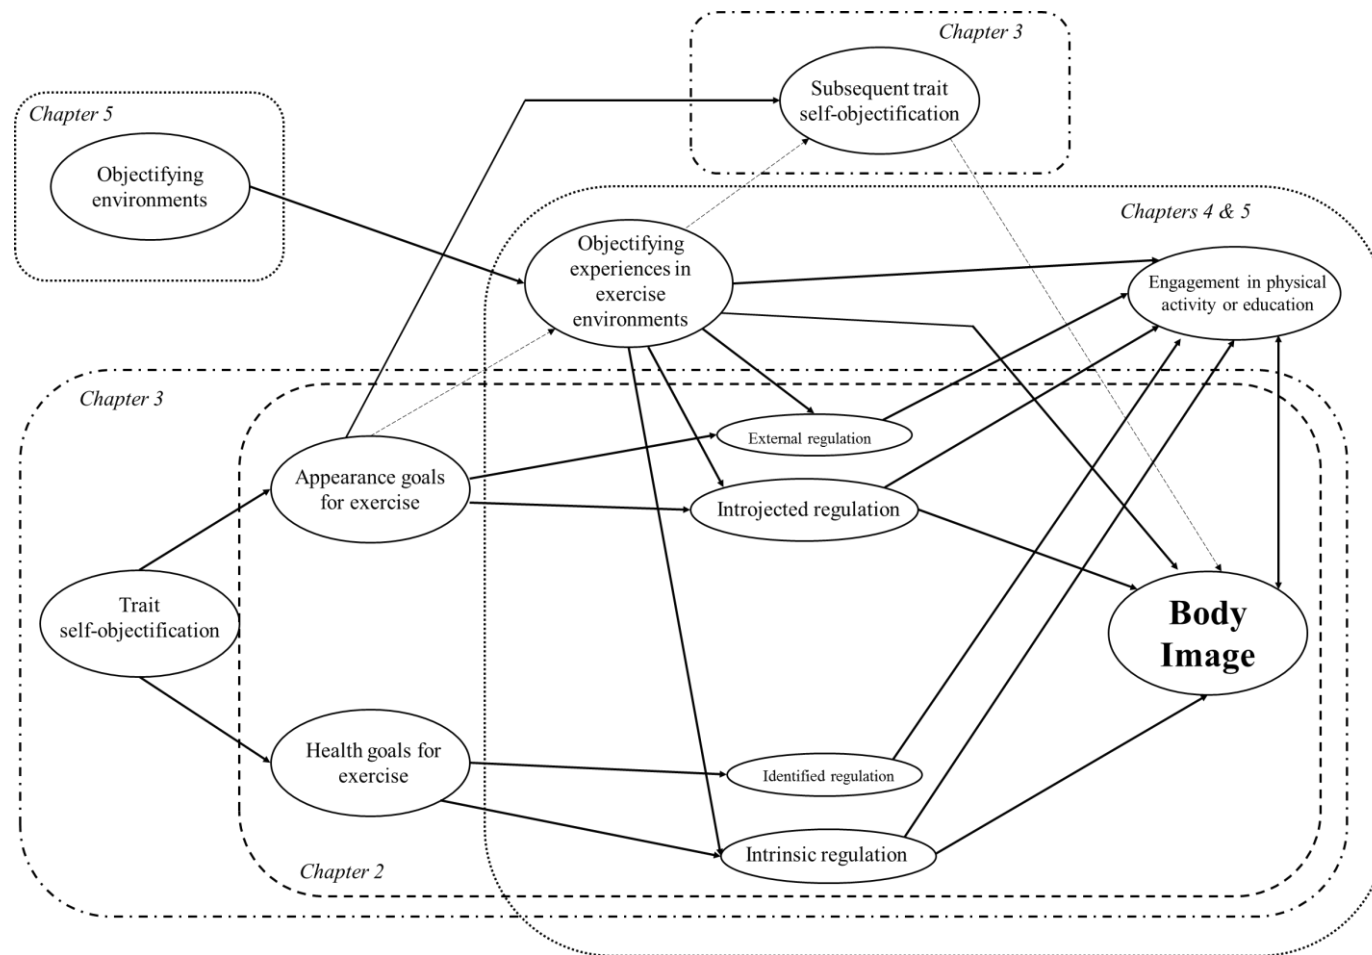 Chapter 3
Subsequent trait
self-objectification
Chapter 5
Objectifying
environments
Chapters 4 & 5
Objectifying
experiences in
exercise
environments
Engagement in physical
activity or education
Chapter 3
External regulation
Appearance goals
for exercise
Introjected regulation
Trait
self-objectification
Body
Image
Health goals for
exercise
Identified regulation
Intrinsic regulation
Chapter 2